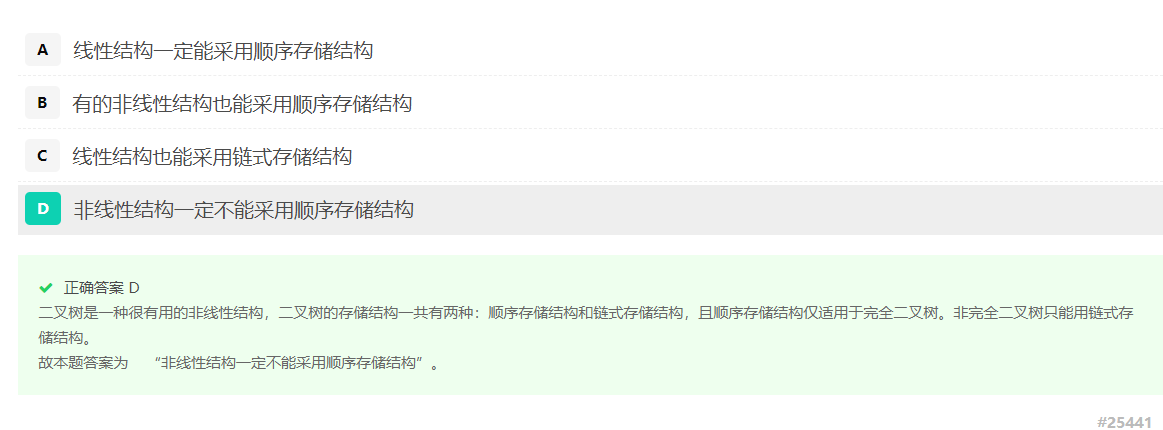 A 线性结构一定能采用顺序存储结构
B 有的非线性结构也能采用顺序存储结构
C 线性结构也能采用链式存储结构
D 非线性结构一定不能采用顺序存储结构
正确答案 D
二叉树是一种很有用的非线性结构，二叉树的存储结构一共有两种：顺序存储结构和链式存储结构，且顺序存储结构仅适用于完全二叉树。非完全二叉树只能用链式存
储结构。
故本题答案为 “非线性结构一定不能采用顺序存储结构”。
#25441